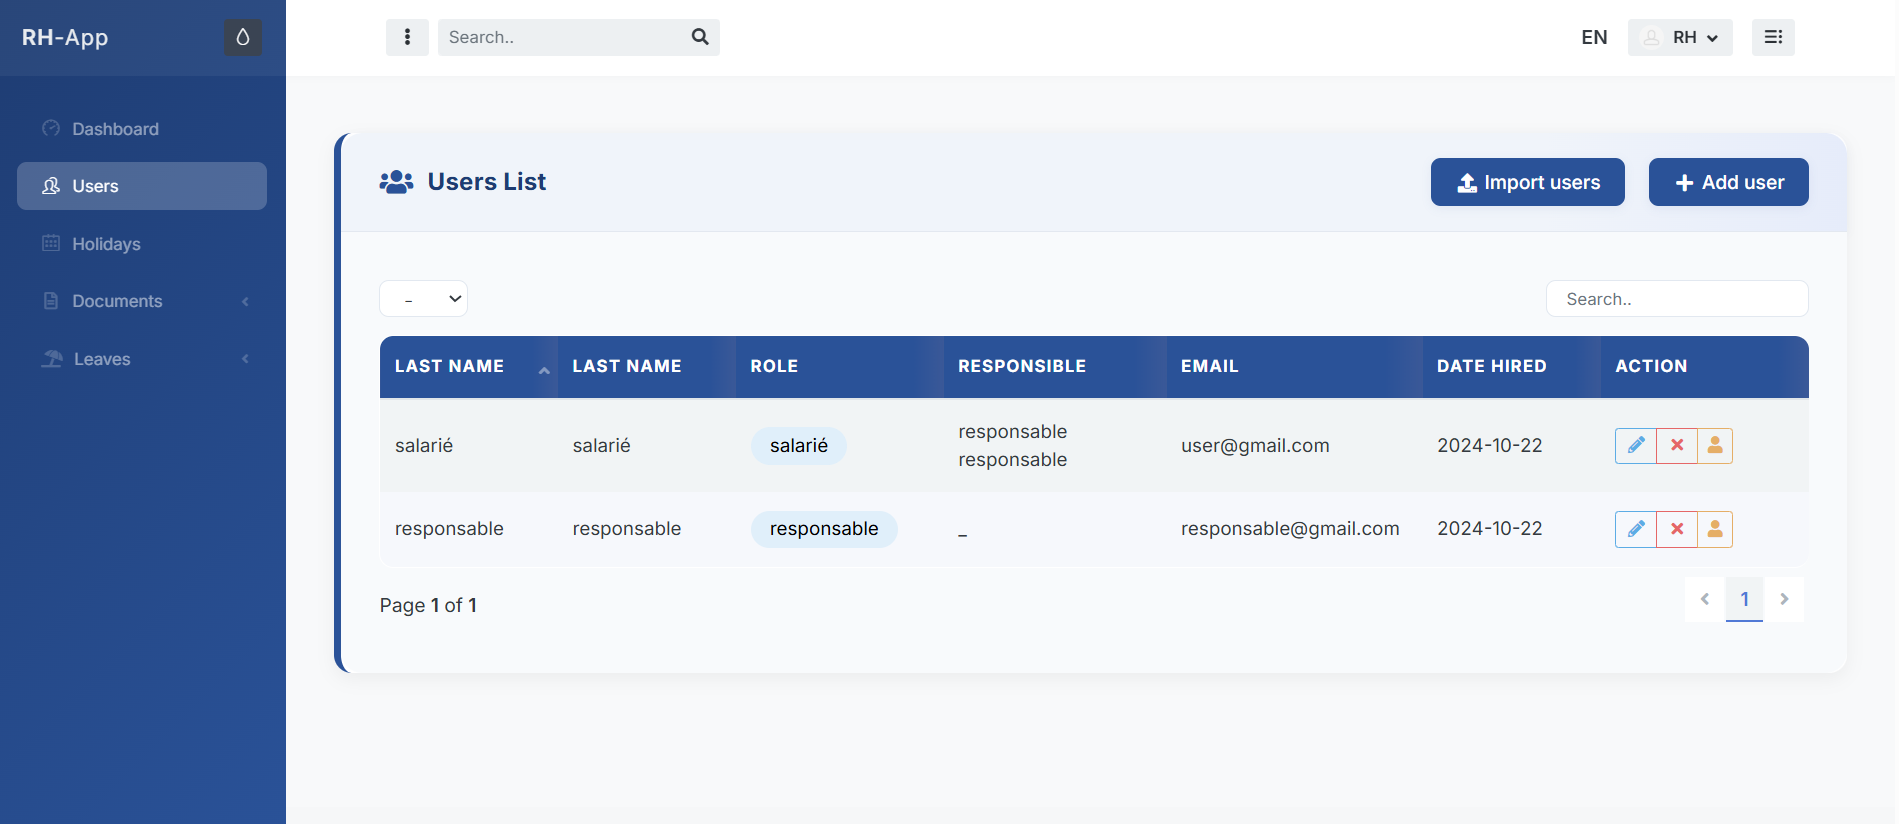 RH-App
Search..
EN
RH
Dashboard
Users
Holidays
Documents
Leaves
Users List
Import users
Add user
–
Search..
LAST NAME
LAST NAME
ROLE
RESPONSIBLE
EMAIL
DATE HIRED
ACTION
salarié
salarié
salarié
responsable
responsable
user@gmail.com
2024-10-22
responsable
responsable
responsable
_
responsable@gmail.com
2024-10-22
Page 1 of 1
1